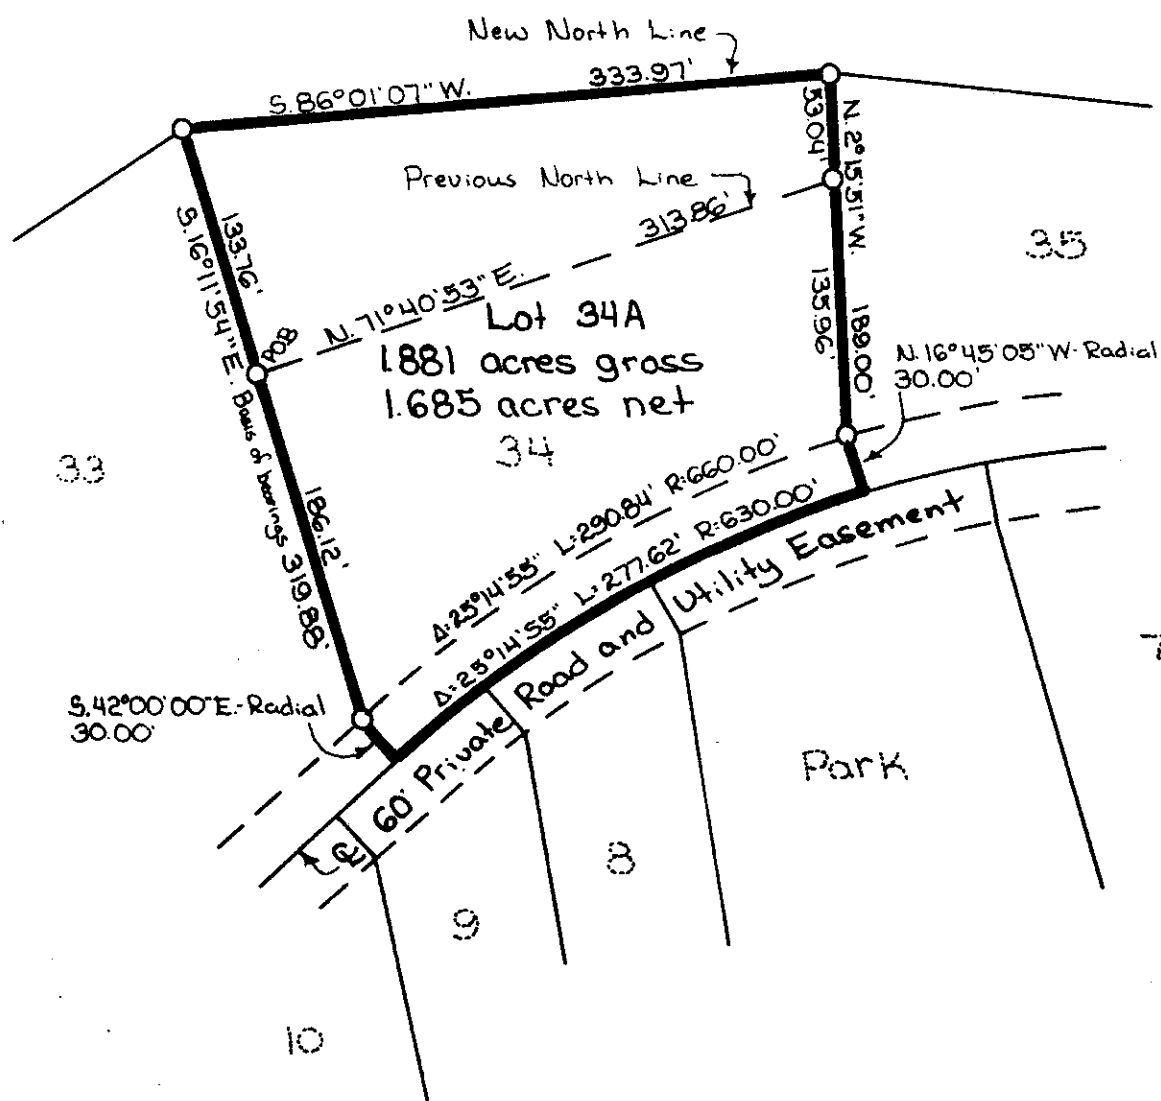 New North Line
S. 86°01'07" W.
333.97'
53.04'
N. 2°15'51" W.
Previous North Line
133.76'
S. 16°11'54" E. Basis of bearings 319.88'
313.86'
N. 71°40'53" E.
POB
35
135.96'
189.00'
Lot 34A
1.881 acres gross
1.685 acres net
34
N. 16°45'05" W.-Radial
30.00'
33
186.12'
Δ:25°14'55" L:290.84' R:660.00'
Δ:25°14'55" L:277.62' R:630.00'
S. 42°00'00" E.-Radial
30.00'
60' Private Road and Utility Easement
℄
Park
8
9
10